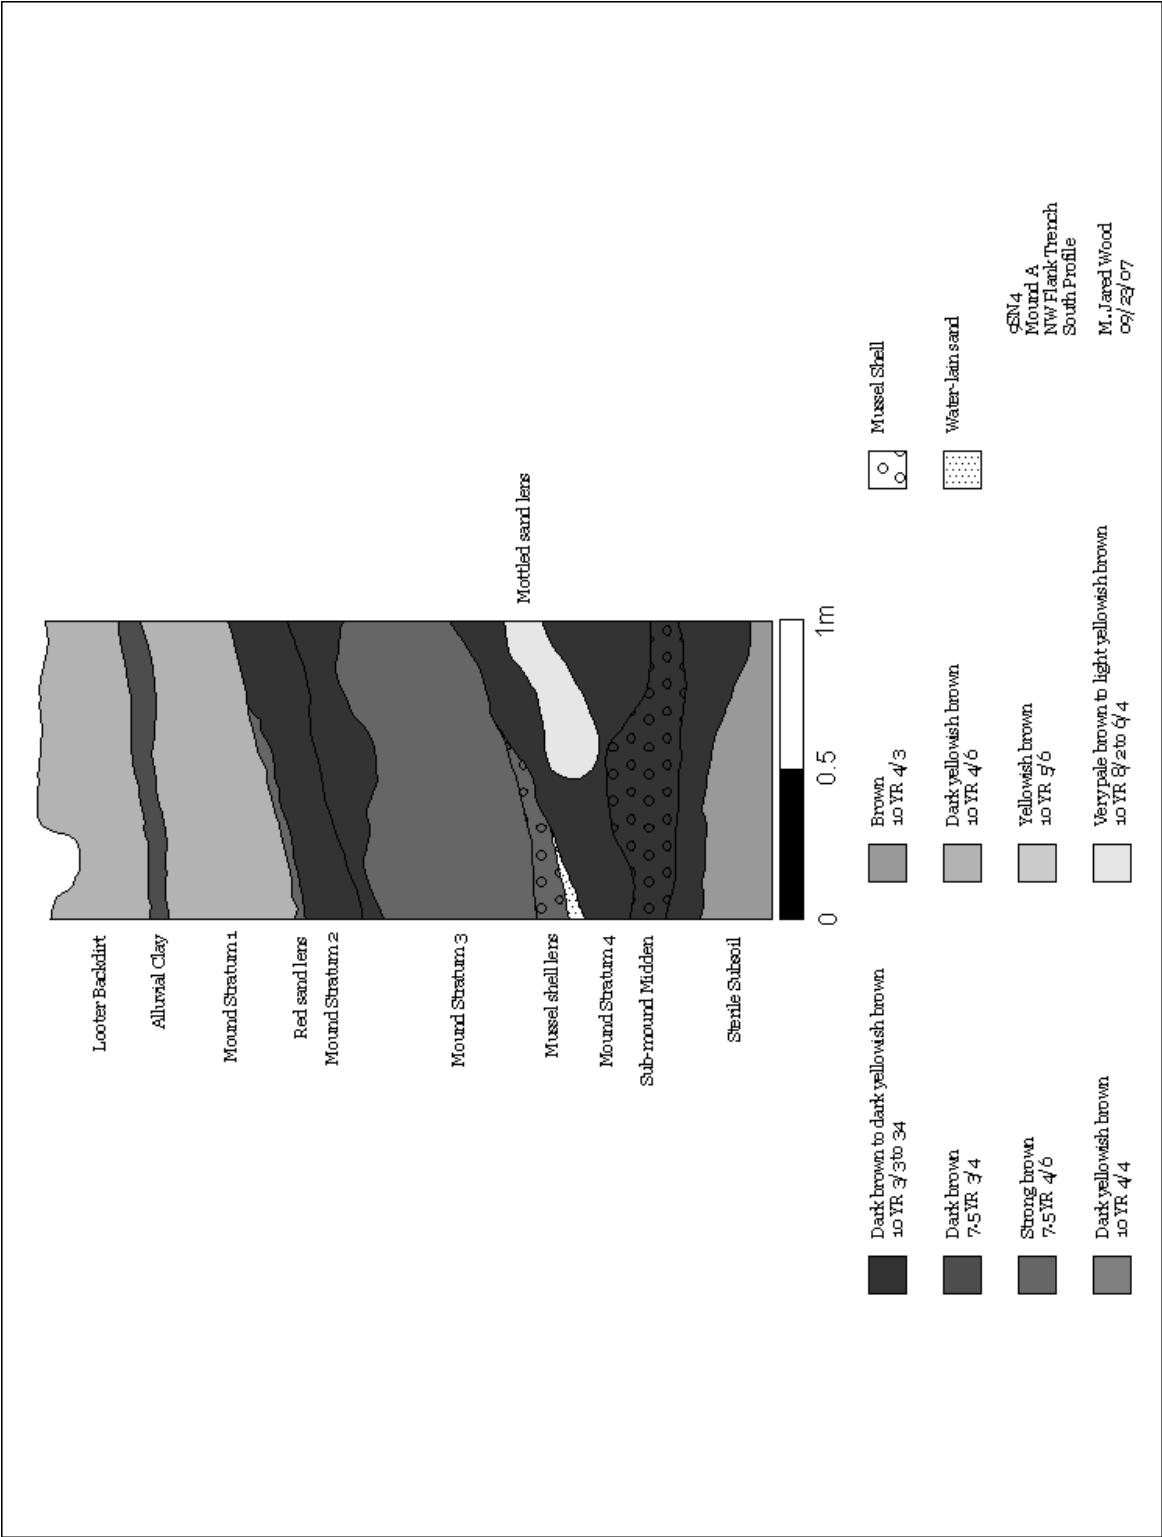 Looter Backdirt
Alluvial Clay
Mound Stratum 1
Red sand lens
Mound Stratum 2
Mound Stratum 3
Mussel shell lens
Mound Stratum 4
Sub-mound Midden
Sterile Subsoil
Mottled sand lens
0
0.5
1m
Dark brown to dark yellowish brown
10 YR 3/3 to 34
Dark brown
7.5 YR 3/4
Strong brown
7.5 YR 4/6
Dark yellowish brown
10 YR 4/4
Brown
10 YR 4/3
Dark yellowish brown
10 YR 4/6
Yellowish brown
10 YR 5/6
Very pale brown to light yellowish brown
10 YR 8/2 to 6/4
Mussel Shell
Water-lain sand
9SN4
Mound A
NW Flank Trench
South Profile
M. Jared Wood
09/23/07